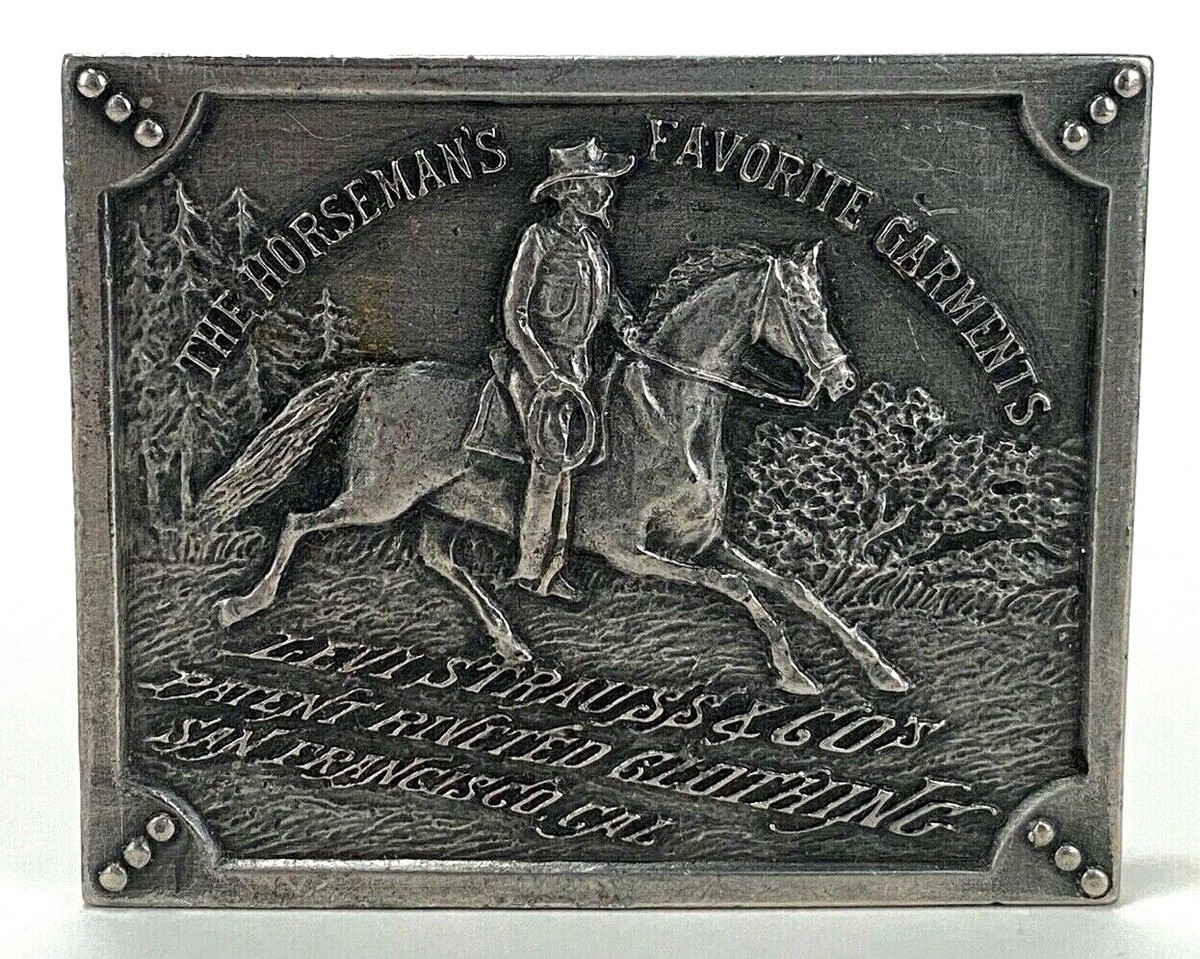 THE HORSEMAN'S FAVORITE GARMENTS
LEVI STRAUSS & CO'S
PATENT RIVETED CLOTHING
SAN FRANCISCO, CAL